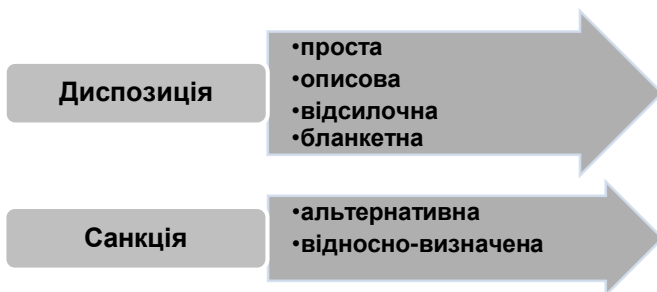 Диспозиція
•проста
•описова
•відсилочна
•бланкетна
Санкція
•альтернативна
•відносно-визначена